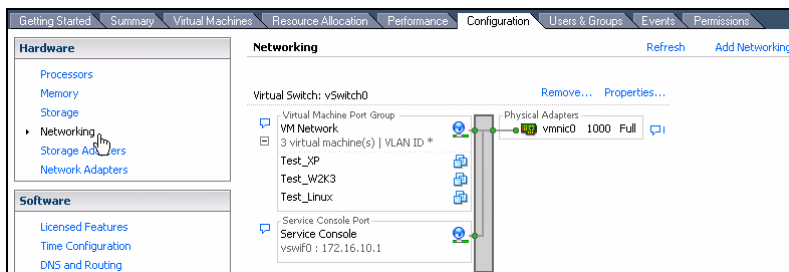 Getting Started Summary Virtual Machines Resource Allocation Performance Configuration Users & Groups Events Permissions
Hardware
Processors
Memory
Storage
Networking
Storage Adapters
Network Adapters
Software
Licensed Features
Time Configuration
DNS and Routing
Networking Refresh Add Networking
Virtual Switch: vSwitch0 Remove... Properties...
Virtual Machine Port Group
VM Network
3 virtual machine(s) | VLAN ID *
Test_XP
Test_W2K3
Test_Linux
Physical Adapters
vmnic0 1000 Full
Service Console Port
Service Console
vswif0 : 172.16.10.1